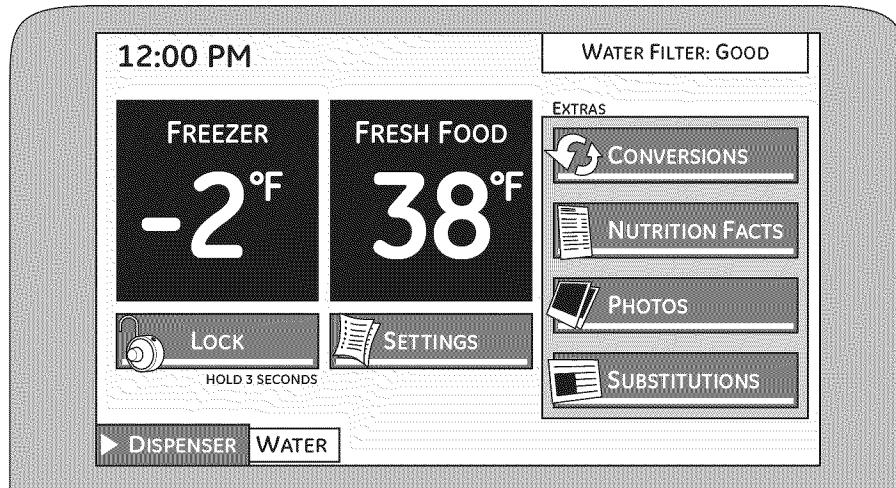 12:00 PM
WATER FILTER: GOOD
FREEZER
-2°F
FRESH FOOD
38°F
EXTRAS
CONVERSIONS
NUTRITION FACTS
PHOTOS
SUBSTITUTIONS
LOCK
HOLD 3 SECONDS
SETTINGS
DISPENSER
WATER